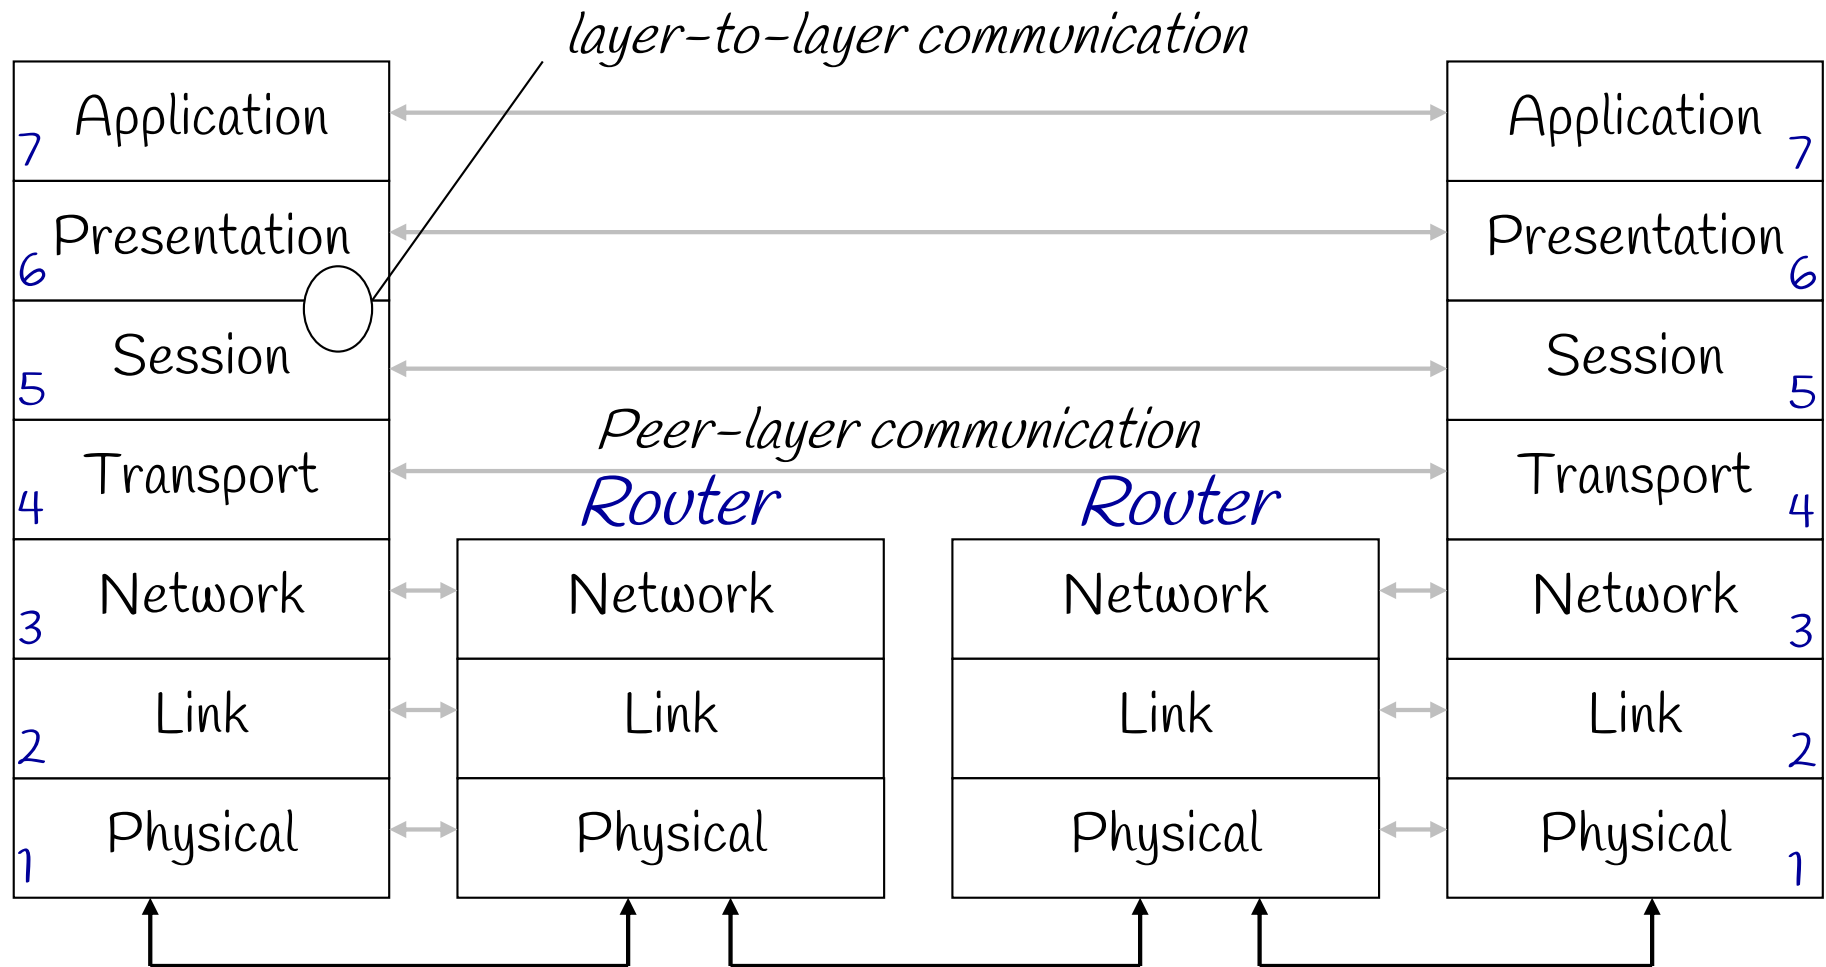 layer-to-layer communication
Application
7
Application
7
Presentation
6
Presentation
6
Session
5
Session
5
Peer-layer communication
Transport
4
Transport
4
Router
Router
Network
3
Network
Network
Network
3
Link
2
Link
Link
Link
2
Physical
1
Physical
Physical
Physical
1